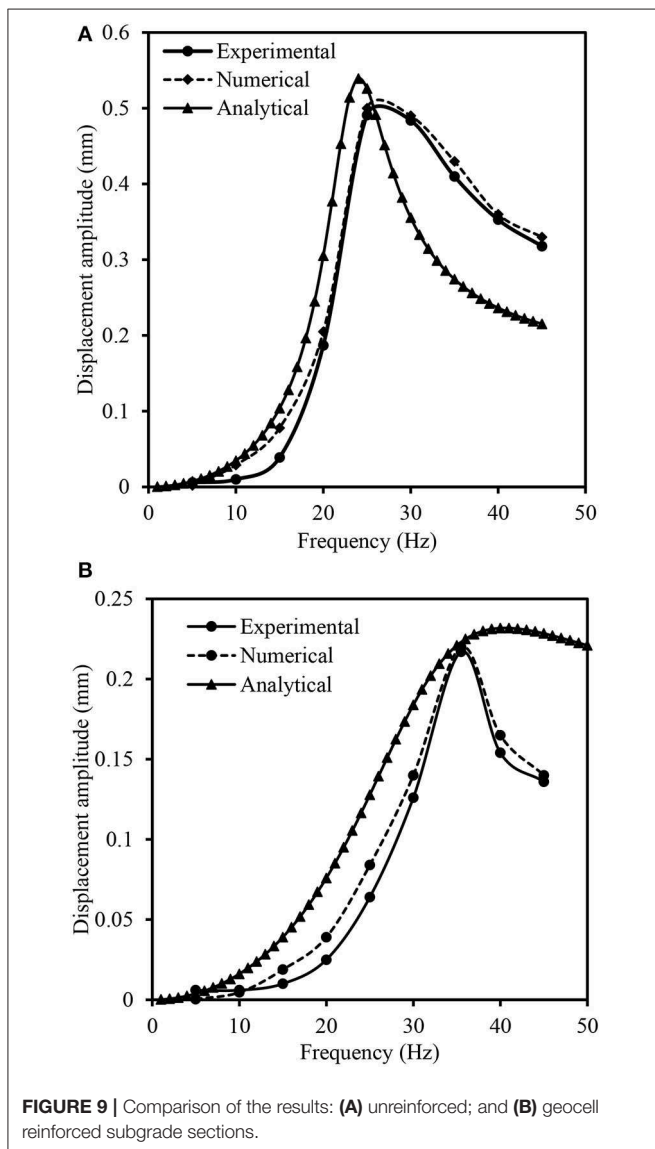 A
0.6
0.5
0.4
0.3
0.2
0.1
0
Displacement amplitude (mm)
Experimental
Numerical
Analytical
0 10 20 30 40 50
Frequency (Hz)
B
0.25
0.2
0.15
0.1
0.05
0
Displacement amplitude (mm)
Experimental
Numerical
Analytical
0 10 20 30 40 50
Frequency (Hz)
FIGURE 9 | Comparison of the results: (A) unreinforced; and (B) geocell
reinforced subgrade sections.